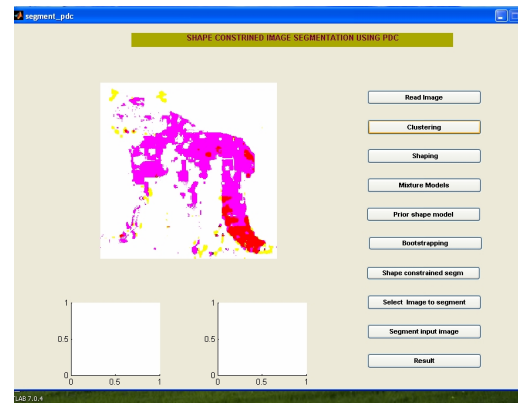 segment_pdc
SHAPE CONSTRINED IMAGE SEGMENTATION USING PDC
Read Image
Clustering
Shaping
Mixture Models
Prior shape model
Bootstrapping
Shape constrained segm
Select Image to segment
Segment input image
Result
1
0.5
0
0 0.5 1
1
0.5
0
0 0.5 1
TLAB 7.0.4